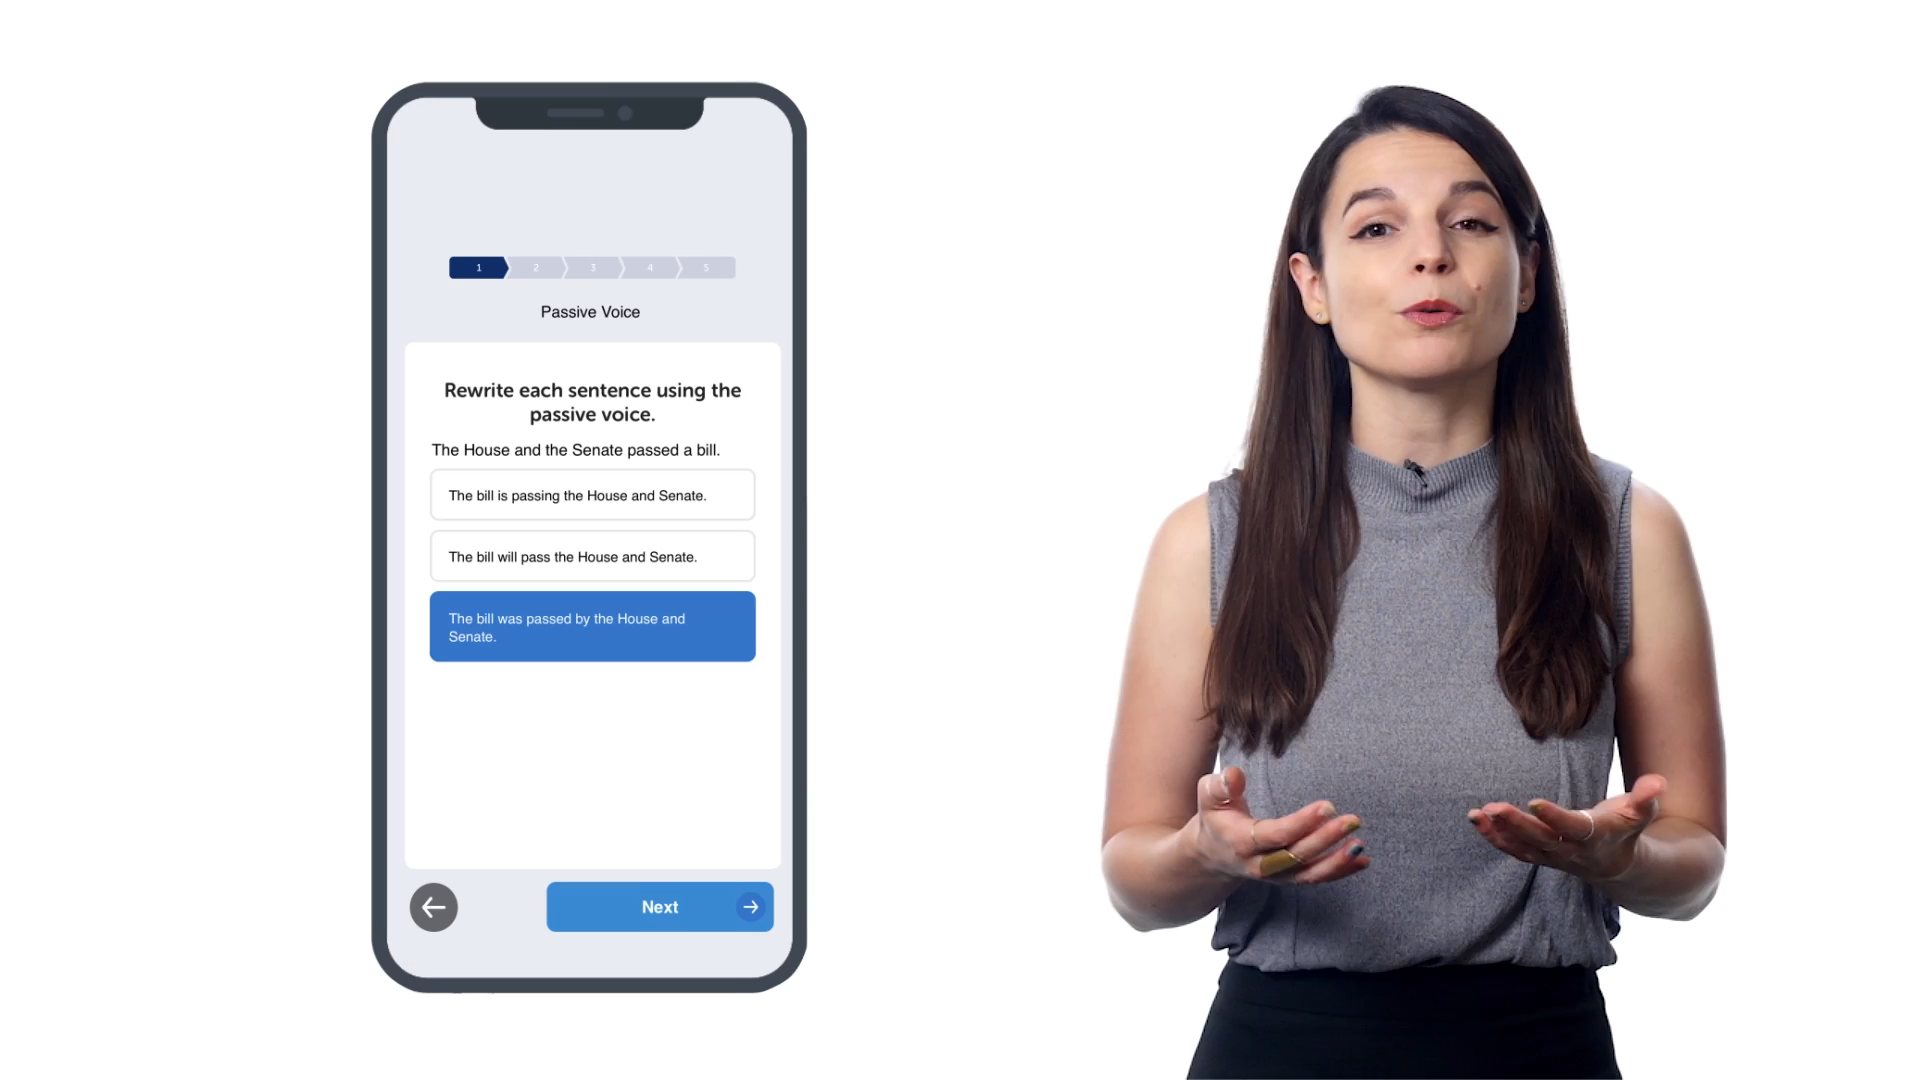 1 2 3 4 5
Passive Voice
Rewrite each sentence using the
passive voice.
The House and the Senate passed a bill.
The bill is passing the House and Senate.
The bill will pass the House and Senate.
The bill was passed by the House and
Senate.
Next